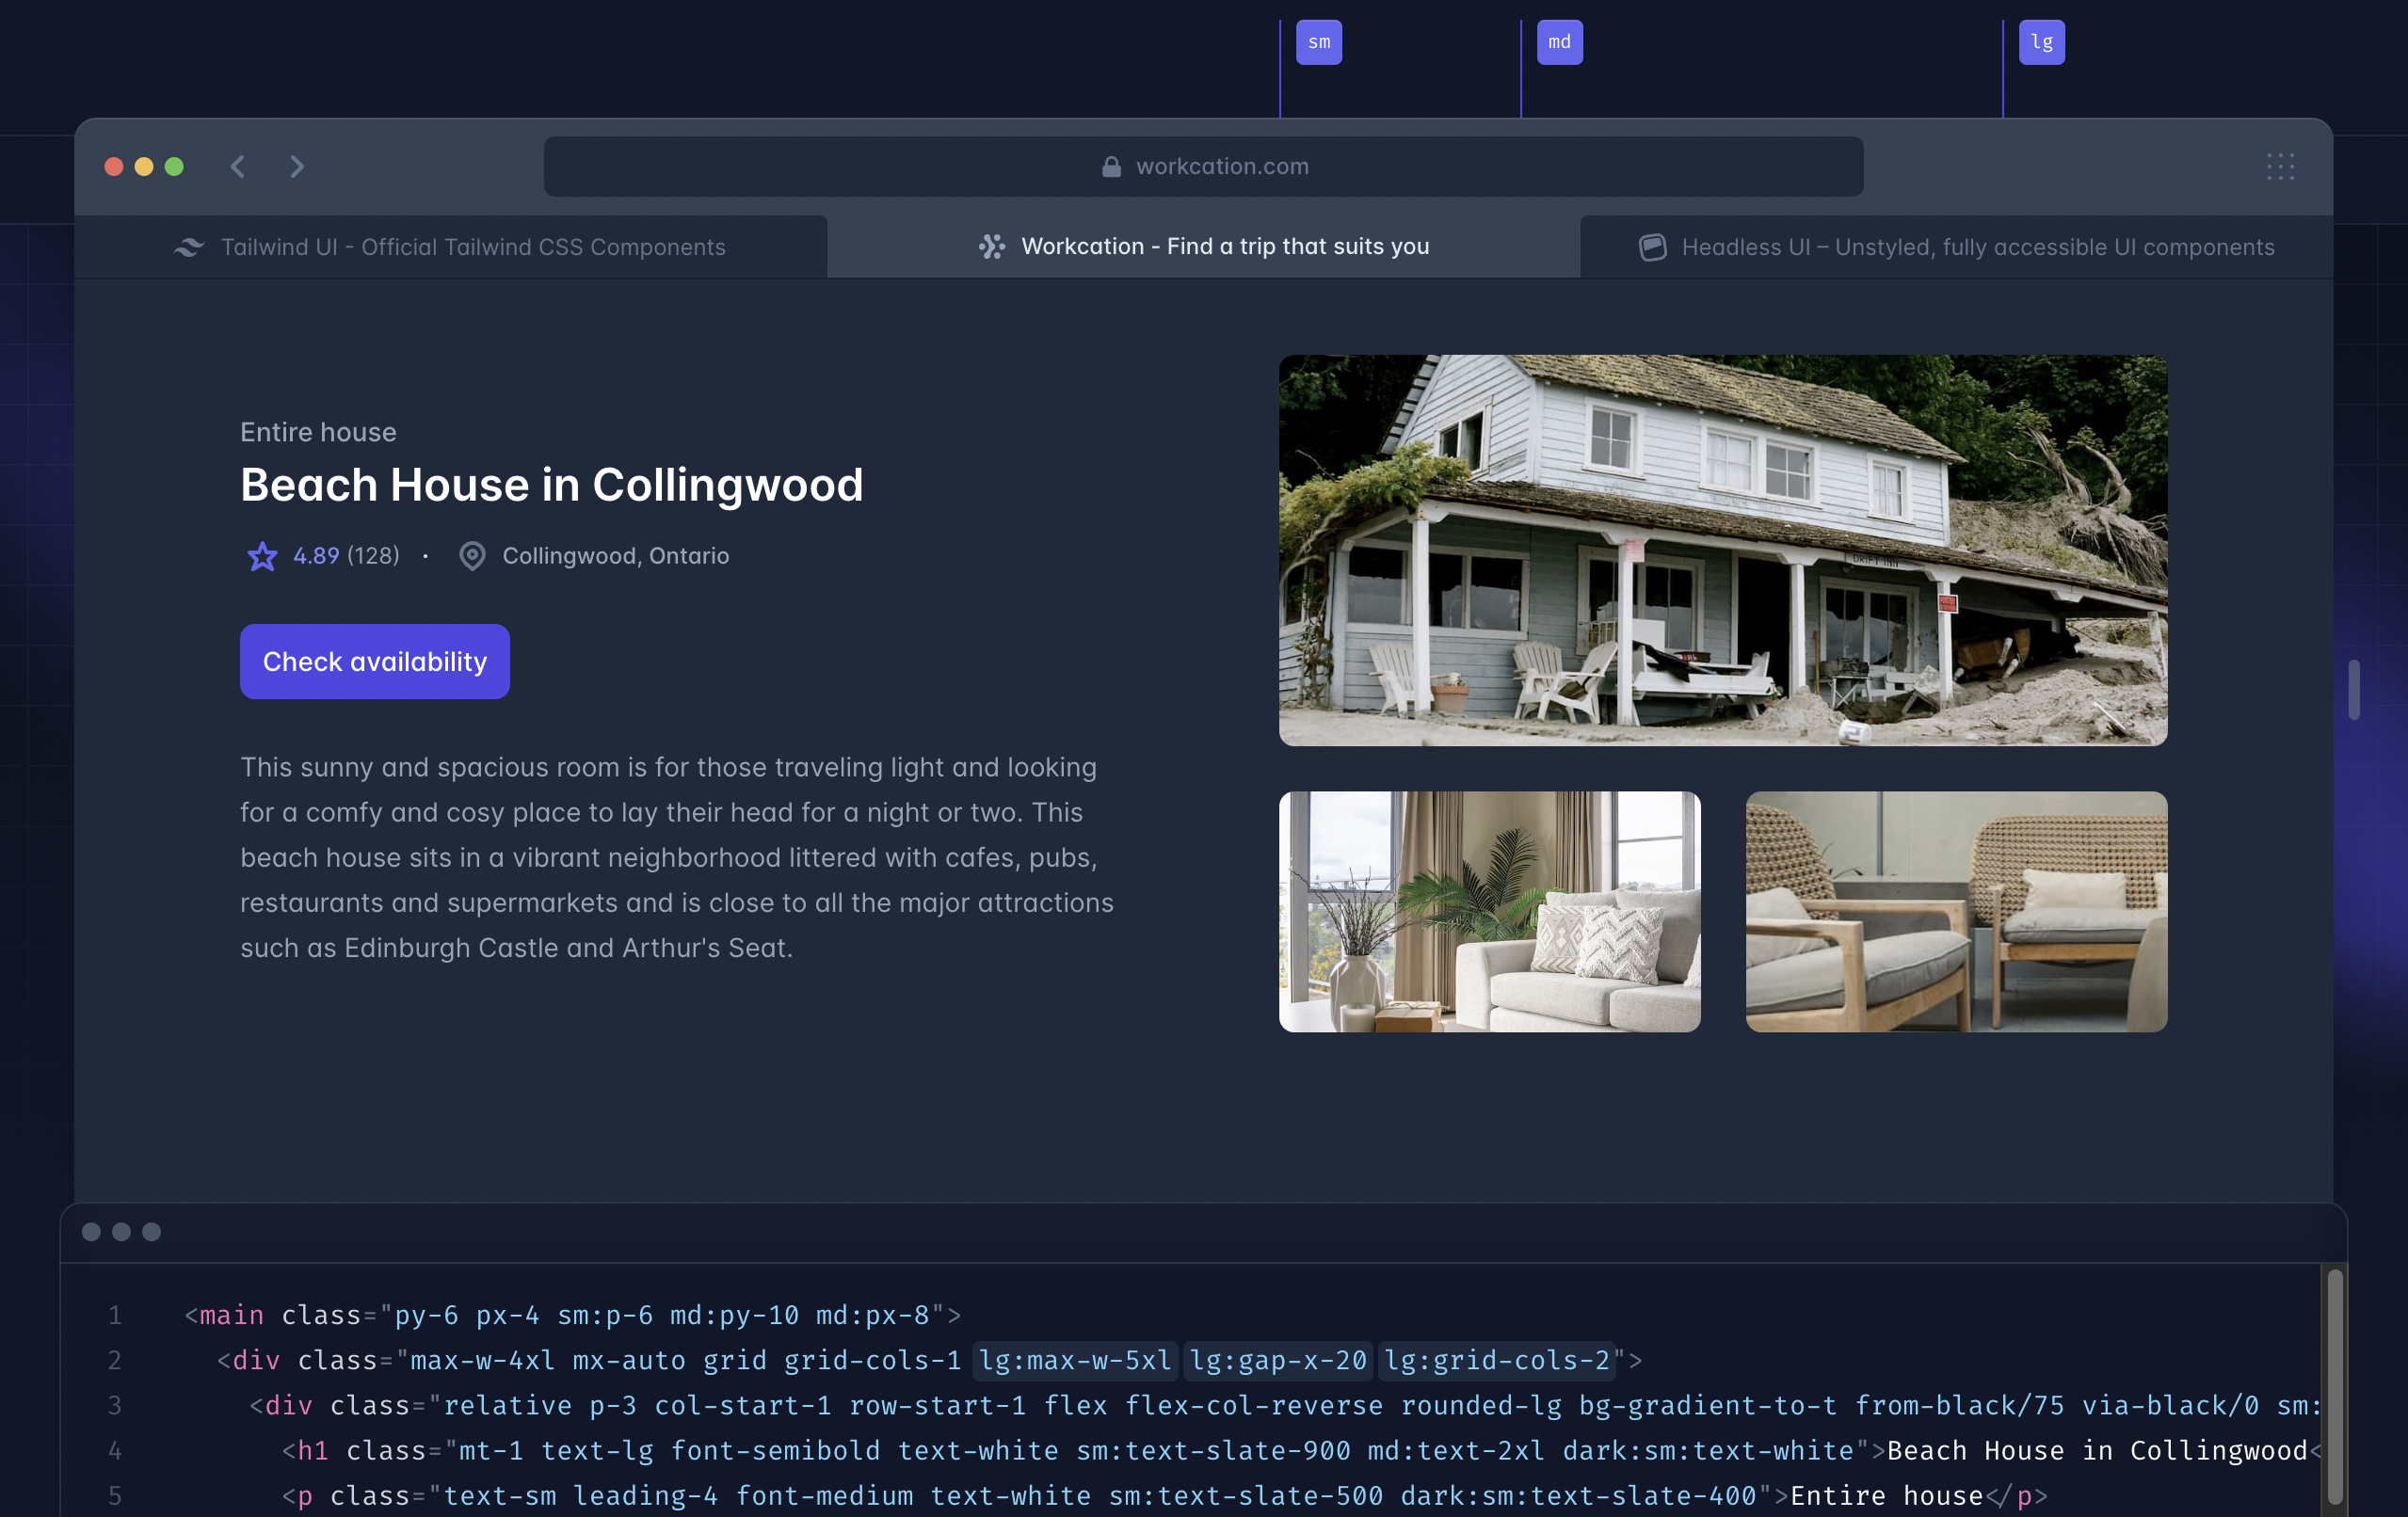 sm
md
lg
workcation.com
Tailwind UI - Official Tailwind CSS Components
Workcation - Find a trip that suits you
Headless UI – Unstyled, fully accessible UI components
Entire house
Beach House in Collingwood
4.89 (128) · Collingwood, Ontario
Check availability
This sunny and spacious room is for those traveling light and looking
for a comfy and cosy place to lay their head for a night or two. This
beach house sits in a vibrant neighborhood littered with cafes, pubs,
restaurants and supermarkets and is close to all the major attractions
such as Edinburgh Castle and Arthur's Seat.
DRIFT INN
1 <main class="py-6 px-4 sm:p-6 md:py-10 md:px-8">
2 <div class="max-w-4xl mx-auto grid grid-cols-1 lg:max-w-5xl lg:gap-x-20 lg:grid-cols-2">
3 <div class="relative p-3 col-start-1 row-start-1 flex flex-col-reverse rounded-lg bg-gradient-to-t from-black/75 via-black/0 sm:
4 <h1 class="mt-1 text-lg font-semibold text-white sm:text-slate-900 md:text-2xl dark:sm:text-white">Beach House in Collingwood<
5 <p class="text-sm leading-4 font-medium text-white sm:text-slate-500 dark:sm:text-slate-400">Entire house</p>